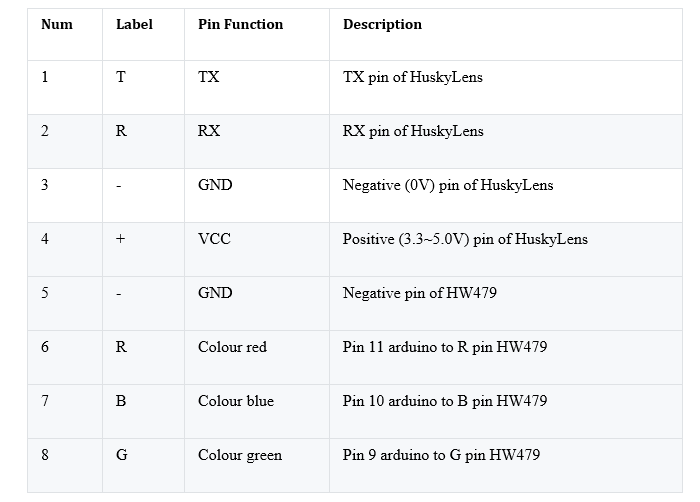 Num Label Pin Function Description
1 T TX TX pin of HuskyLens
2 R RX RX pin of HuskyLens
3 - GND Negative (0V) pin of HuskyLens
4 + VCC Positive (3.3~5.0V) pin of HuskyLens
5 - GND Negative pin of HW479
6 R Colour red Pin 11 arduino to R pin HW479
7 B Colour blue Pin 10 arduino to B pin HW479
8 G Colour green Pin 9 arduino to G pin HW479